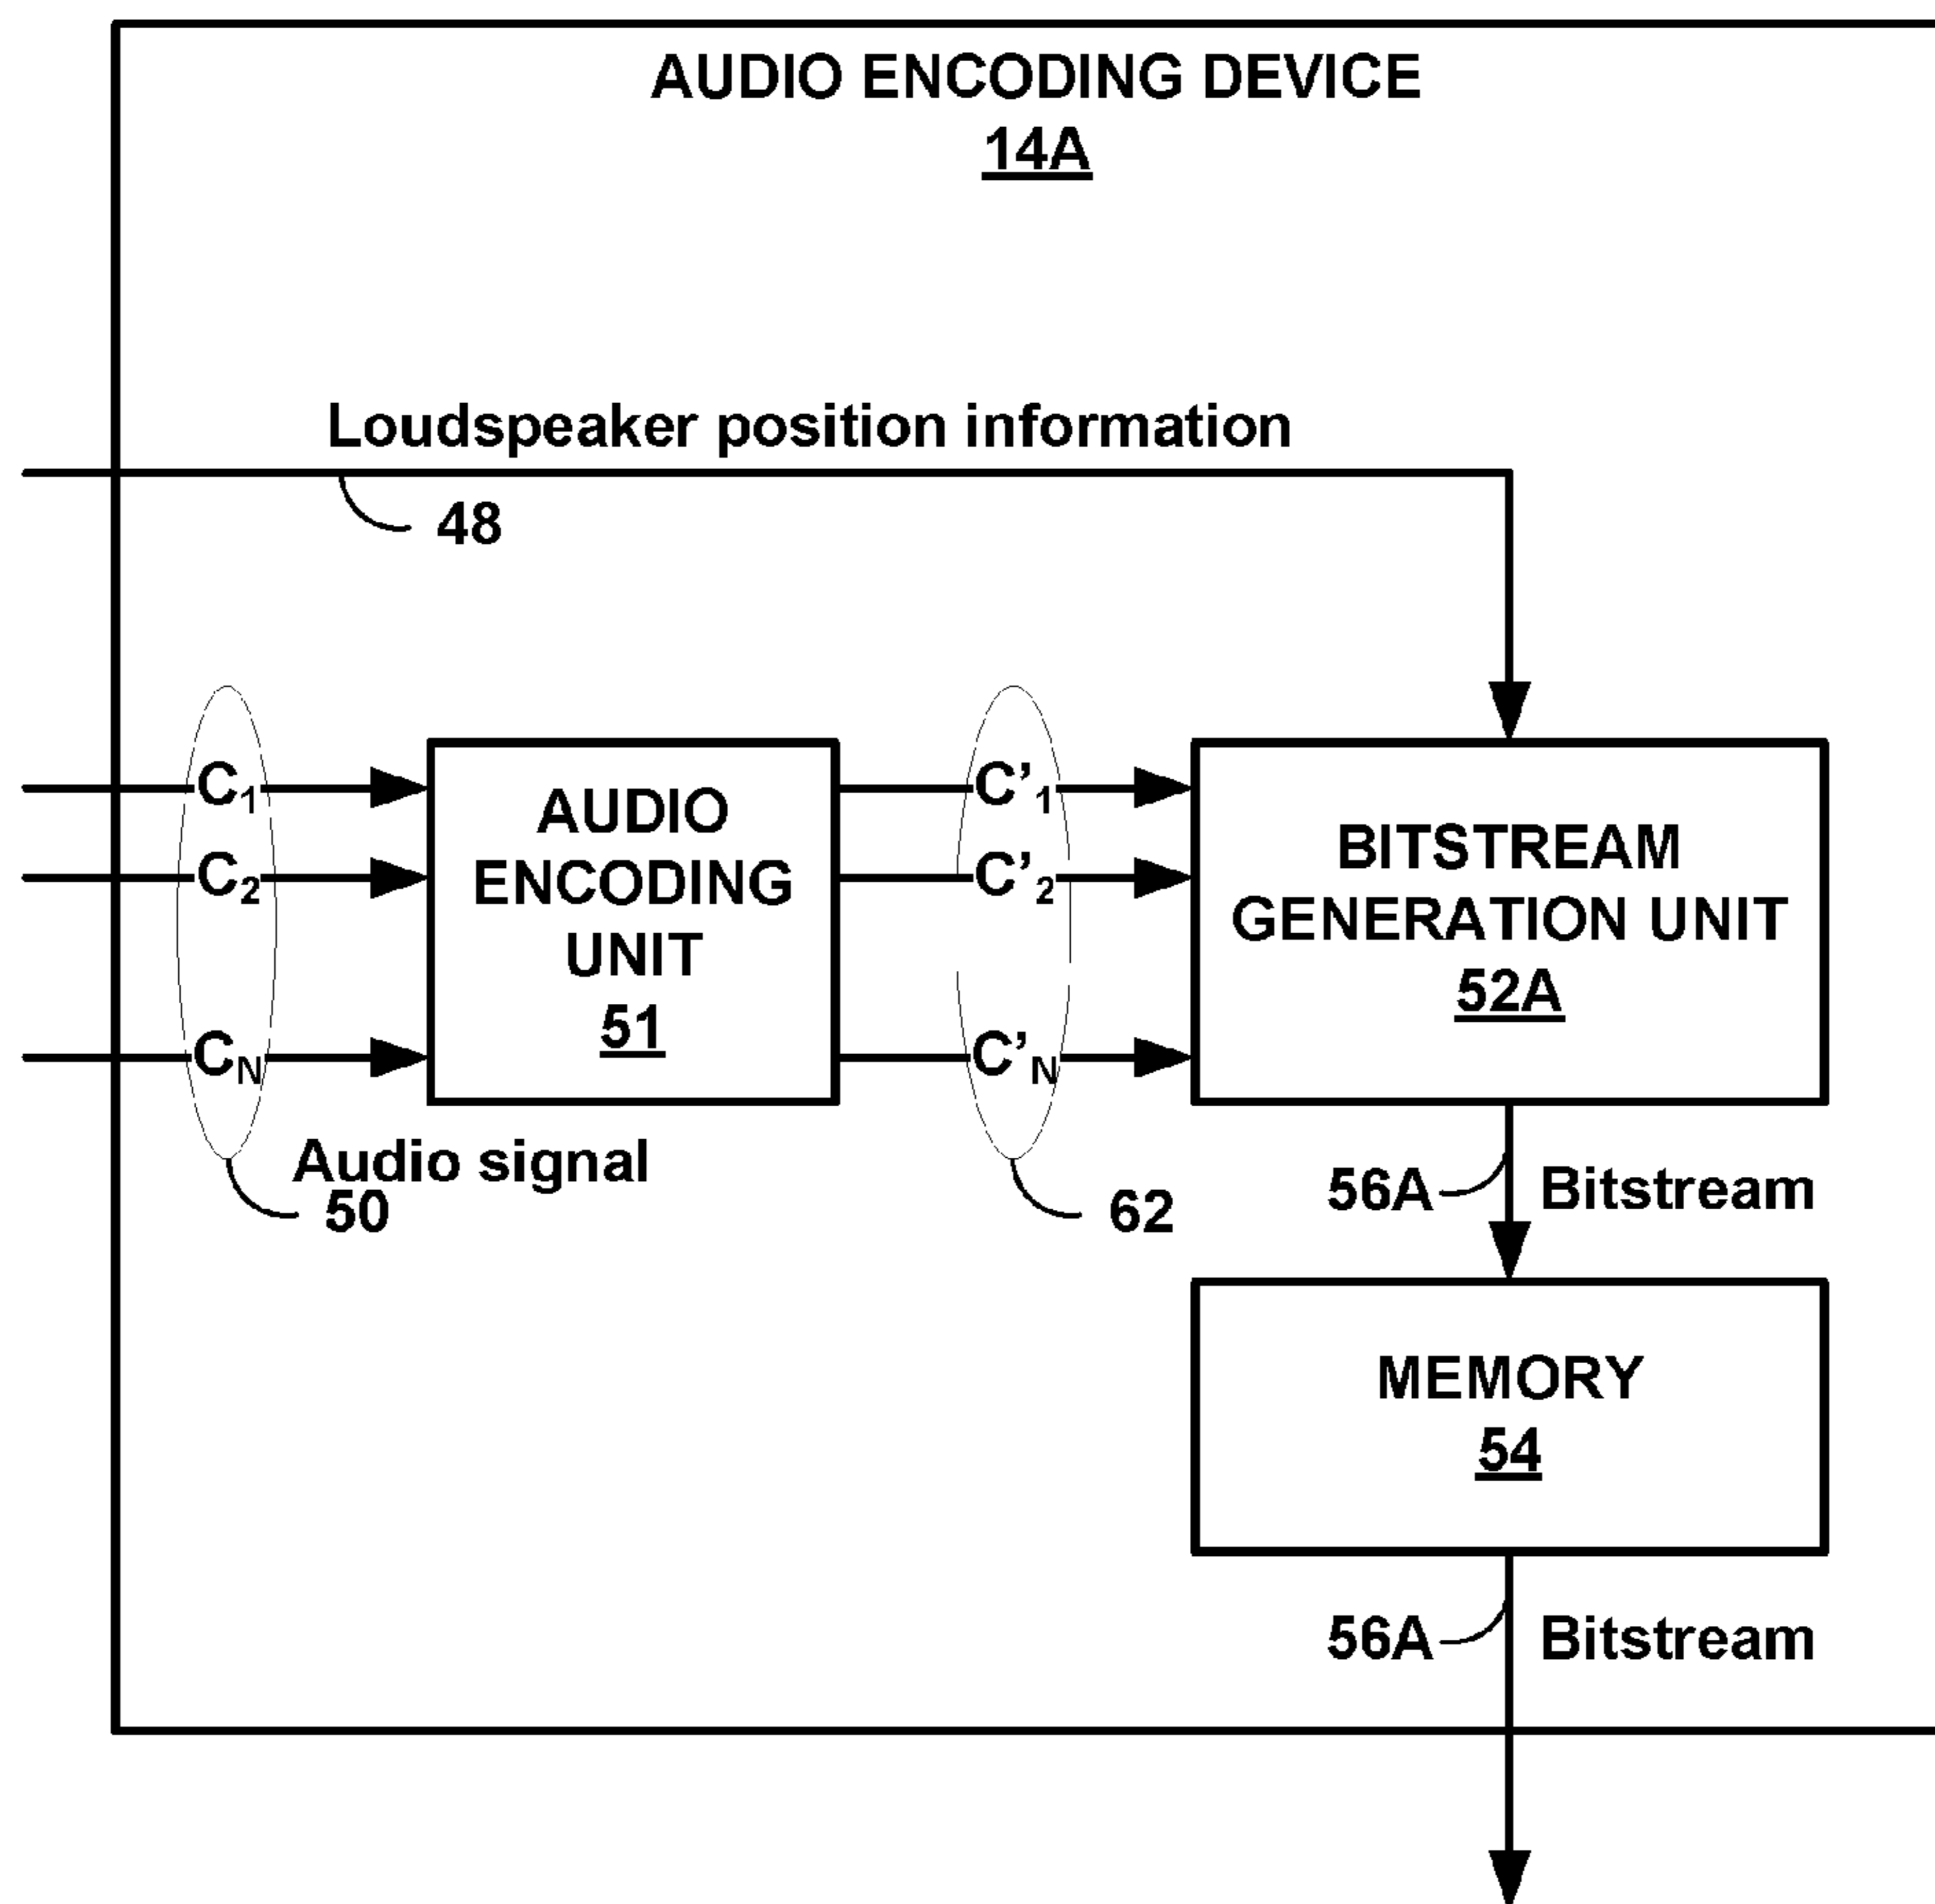 AUDIO ENCODING DEVICE
14A
Loudspeaker position information
48
C1
C'1
C2
C'2
CN
C'N
AUDIO
ENCODING
UNIT
51
BITSTREAM
GENERATION UNIT
52A
Audio signal
50
62
56A
Bitstream
MEMORY
54
56A
Bitstream